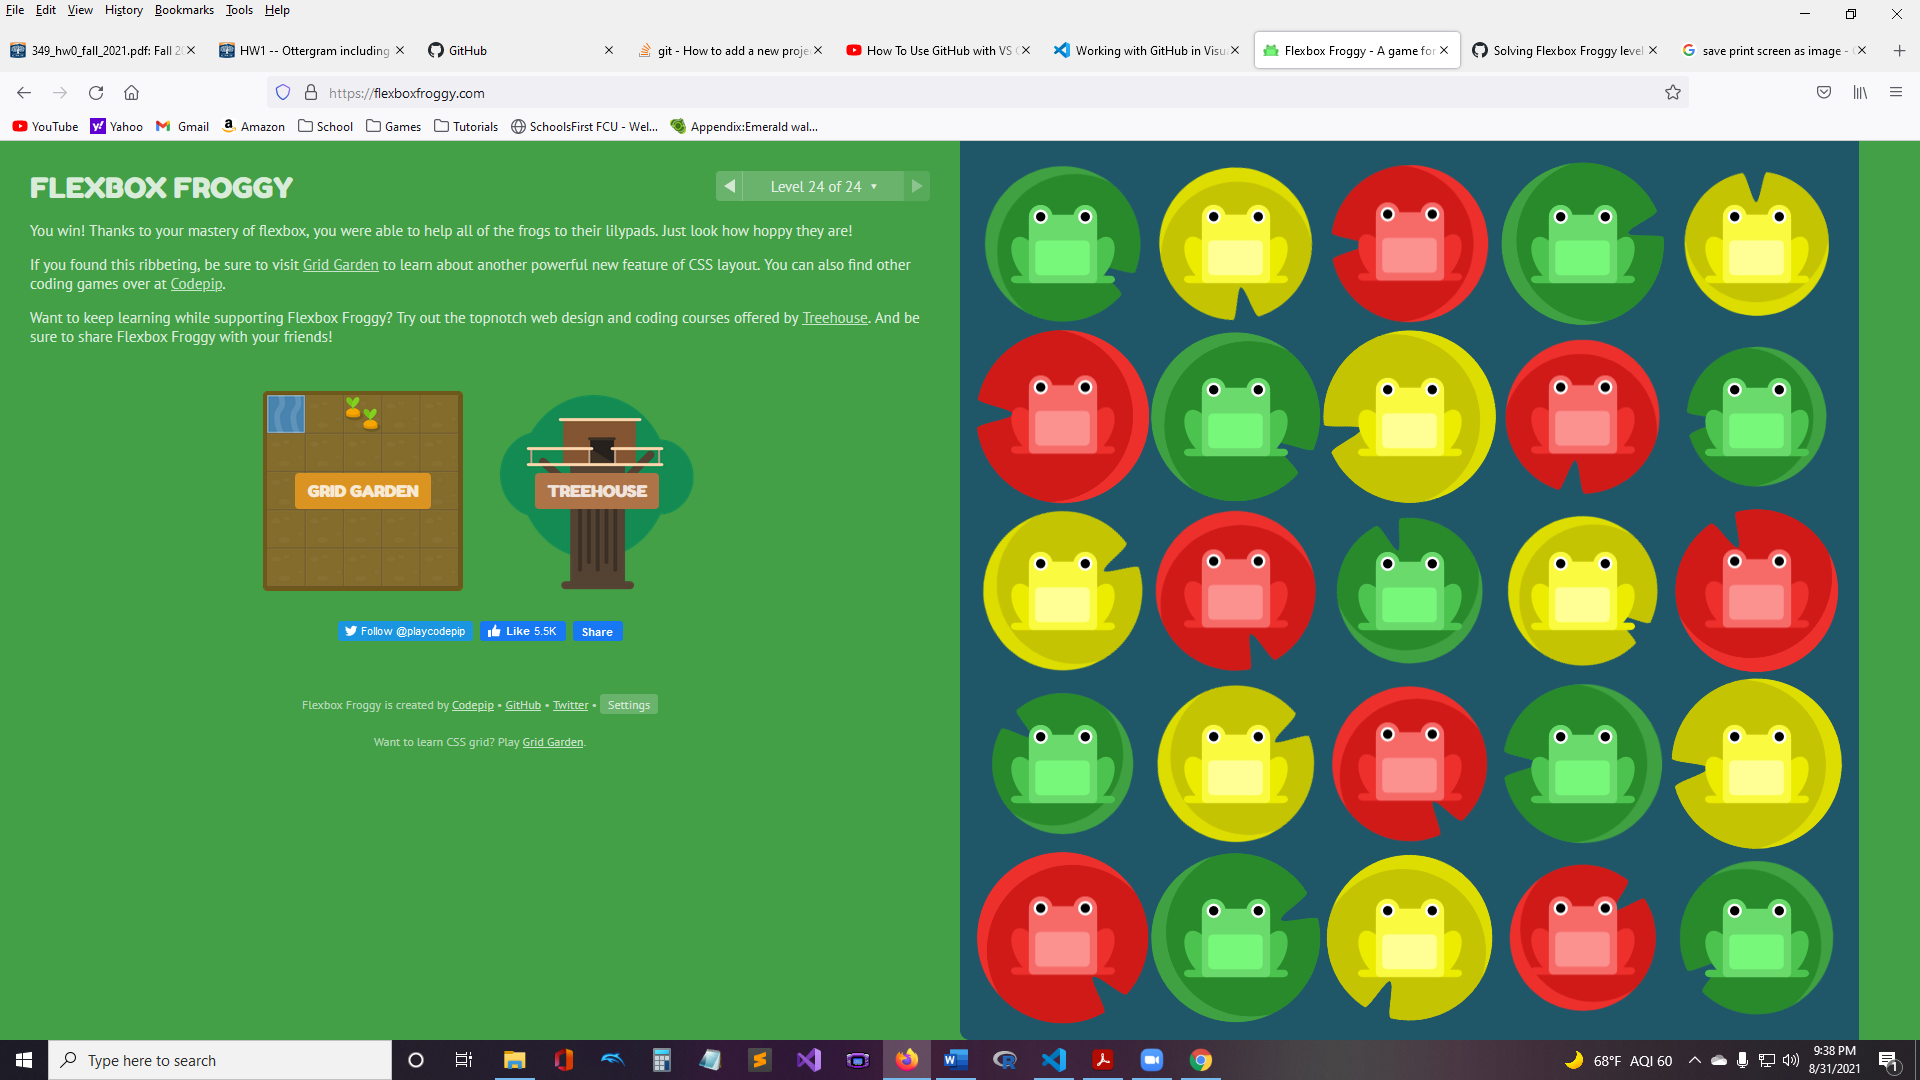 File Edit View History Bookmarks Tools Help
349_hw0_fall_2021.pdf: Fall 20
HW1 -- Ottergram including
GitHub
git - How to add a new proje
How To Use GitHub with VS C
Working with GitHub in Visu
Flexbox Froggy - A game for
Solving Flexbox Froggy level
save print screen as image -
https://flexboxfroggy.com
YouTube Yahoo Gmail Amazon School Games Tutorials SchoolsFirst FCU - Wel... Appendix:Emerald wal...
FLEXBOX FROGGY
Level 24 of 24
You win! Thanks to your mastery of flexbox, you were able to help all of the frogs to their lilypads. Just look how hoppy they are!
If you found this ribbeting, be sure to visit Grid Garden to learn about another powerful new feature of CSS layout. You can also find other
coding games over at Codepip.
Want to keep learning while supporting Flexbox Froggy? Try out the topnotch web design and coding courses offered by Treehouse. And be
sure to share Flexbox Froggy with your friends!
GRID GARDEN
TREEHOUSE
Follow @playcodepip Like 5.5K Share
Flexbox Froggy is created by Codepip • GitHub • Twitter • Settings
Want to learn CSS grid? Play Grid Garden.
Type here to search
68°F AQI 60
9:38 PM
8/31/2021
1